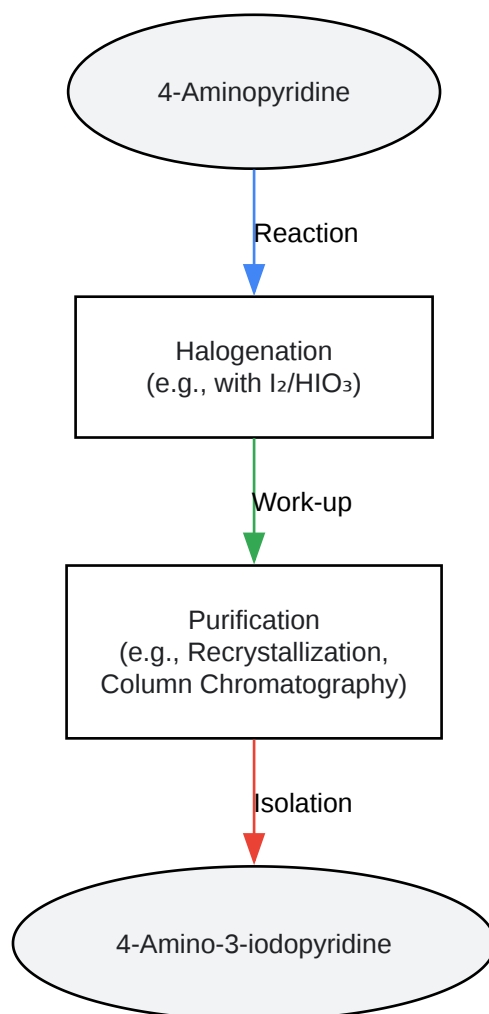 4-Aminopyridine
Reaction
Halogenation
(e.g., with I₂/HIO₃)
Work-up
Purification
(e.g., Recrystallization,
Column Chromatography)
Isolation
4-Amino-3-iodopyridine